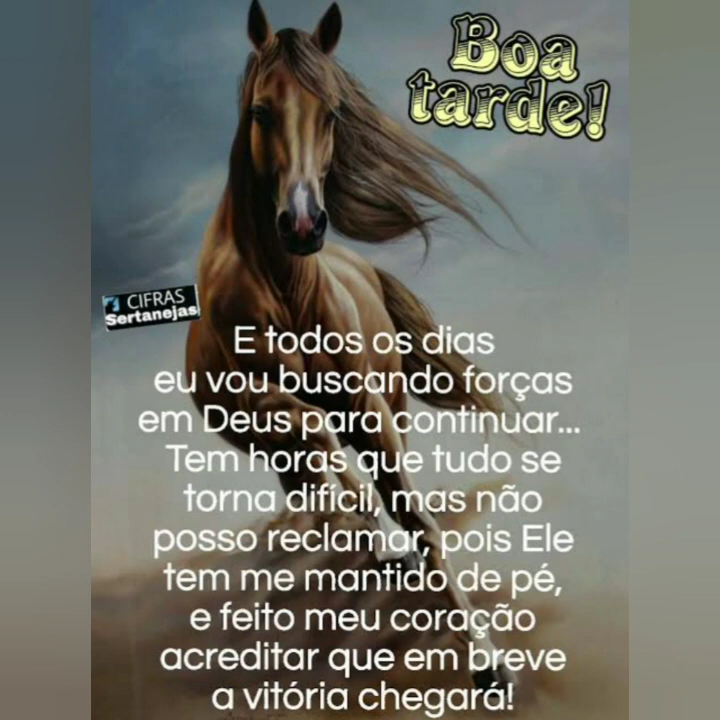 Boa
tarde!
CIFRAS
Sertanejas
E todos os dias
eu vou buscando forças
em Deus para continuar...
Tem horas que tudo se
torna difícil, mas não
posso reclamar, pois Ele
tem me mantido de pé,
e feito meu coração
acreditar que em breve
a vitória chegará!